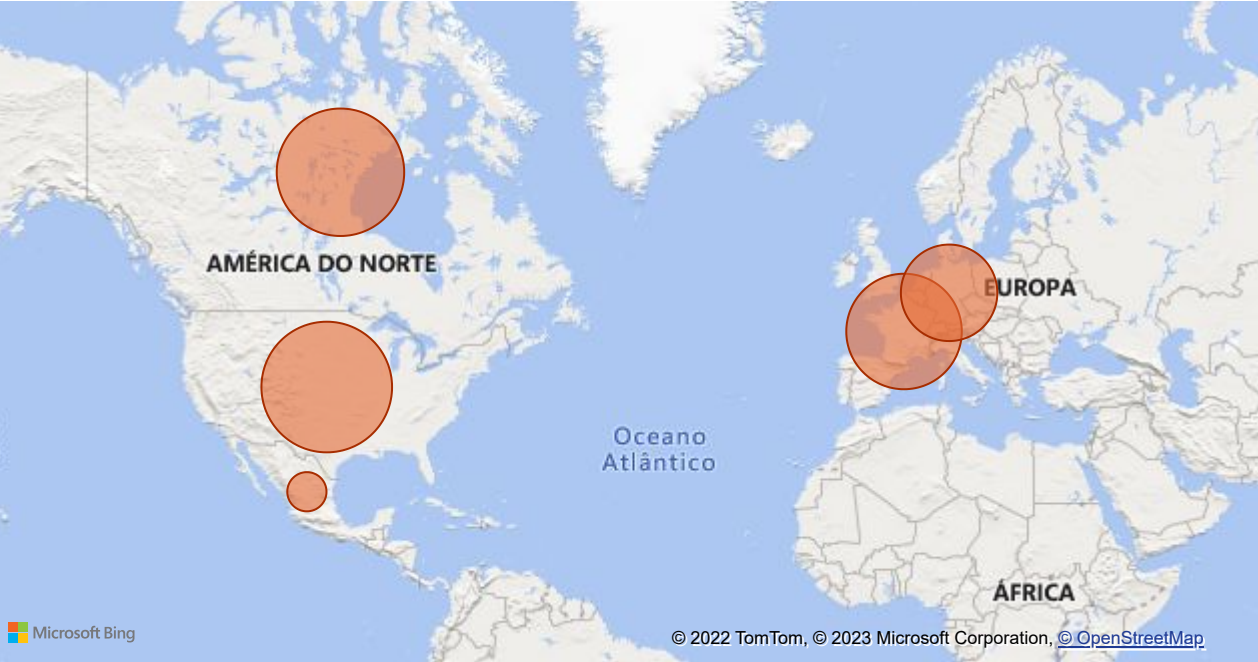 AMÉRICA DO NORTE
EUROPA
Oceano
Atlântico
ÁFRICA
Microsoft Bing
© 2022 TomTom, © 2023 Microsoft Corporation, © OpenStreetMap